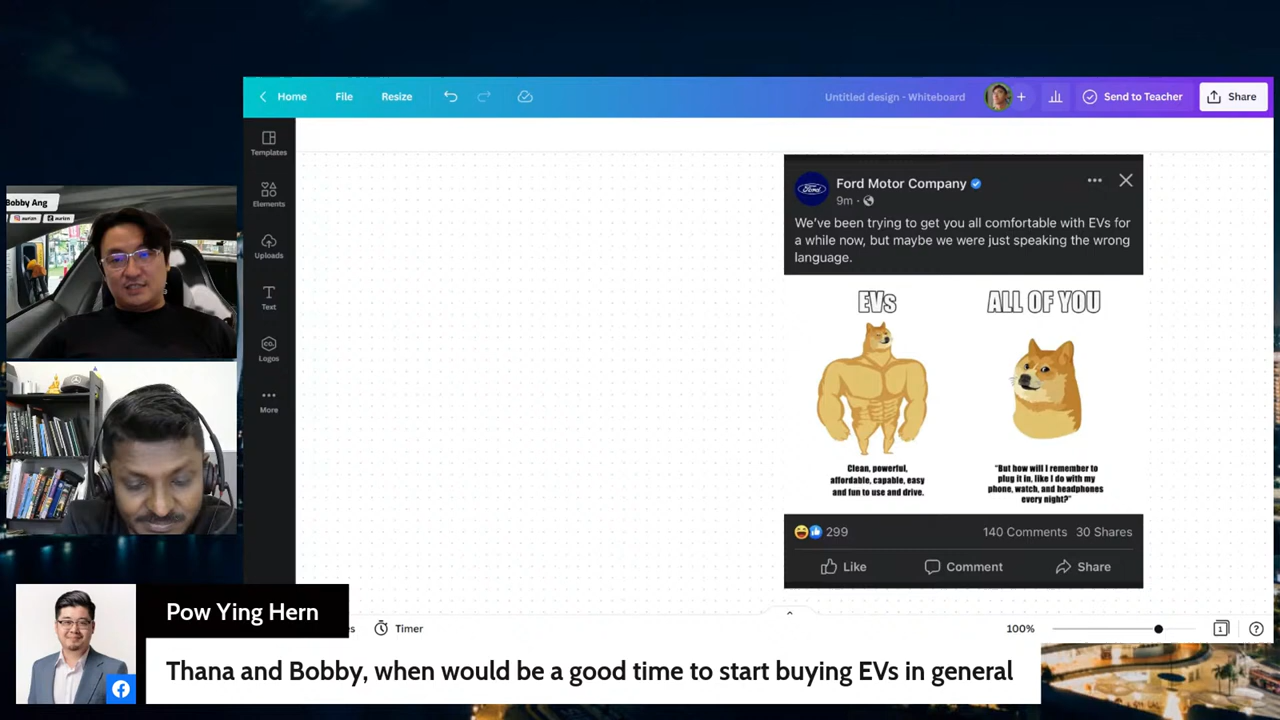 Home
File
Resize
Untitled design - Whiteboard
+
Send to Teacher
Share
Templates
Elements
Uploads
Text
CO.
Logos
More
Bobby Ang
Ford Motor Company
9m ·
We've been trying to get you all comfortable with EVs for
a while now, but maybe we were just speaking the wrong
language.
EVs
Clean, powerful,
affordable, capable, easy
and fun to use and drive.
ALL OF YOU
"But how will I remember to
plug it in, like I do with my
phone, watch, and headphones
every night?"
299
140 Comments 30 Shares
Like
Comment
Share
Timer
100%
1
?
Pow Ying Hern
Thana and Bobby, when would be a good time to start buying EVs in general